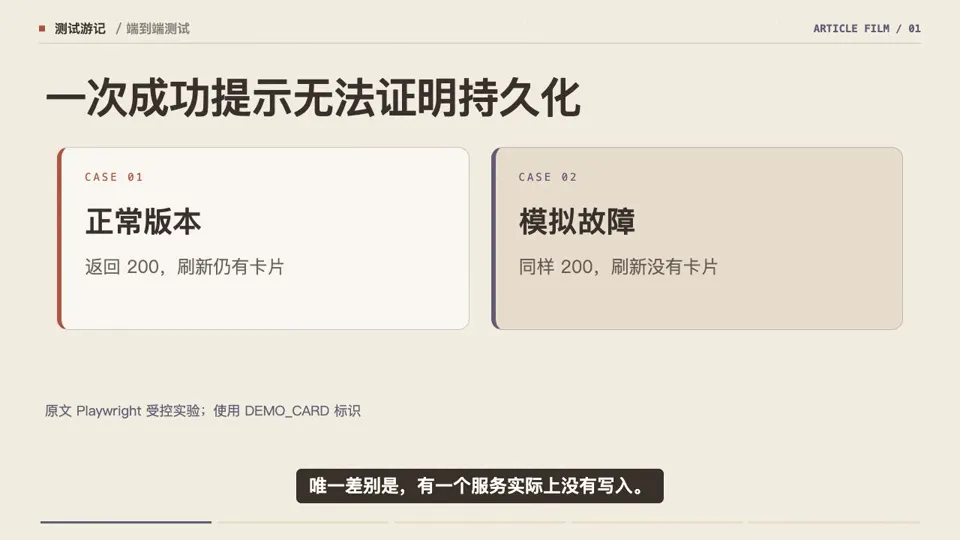 测试游记 / 端到端测试
ARTICLE FILM / 01
一次成功提示无法证明持久化
CASE 01
正常版本
返回 200，刷新仍有卡片
CASE 02
模拟故障
同样 200，刷新没有卡片
原文 Playwright 受控实验；使用 DEMO_CARD 标识
唯一差别是，有一个服务实际上没有写入。